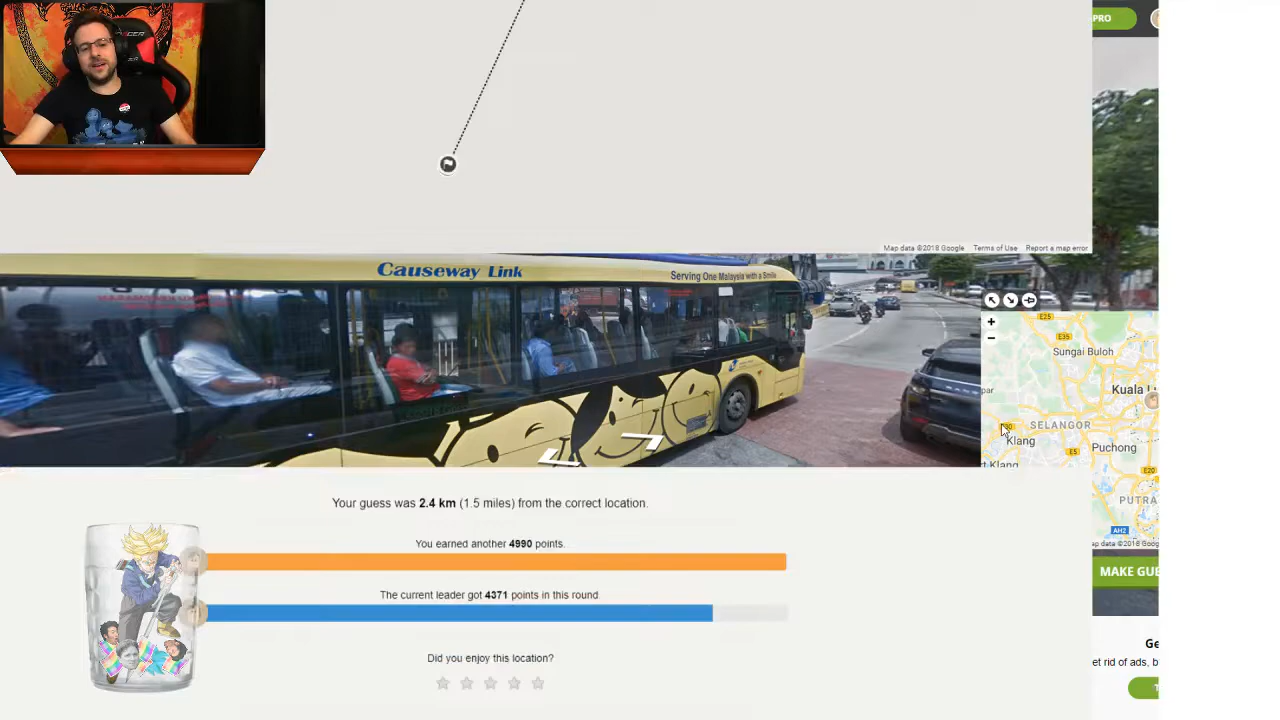 PRO
Map data ©2018 Google Terms of Use Report a map error
Causeway Link
Serving One Malaysia with a Smile
+
−
E25
E35
Sungai Buloh
Kuala
SELANGOR
Klang
Puchong
E5
E20
PUTRA
AH2
ap data ©2018 Goog
MAKE GUE
Your guess was 2.4 km (1.5 miles) from the correct location.
You earned another 4990 points.
The current leader got 4371 points in this round.
Did you enjoy this location?
Ge
et rid of ads, b